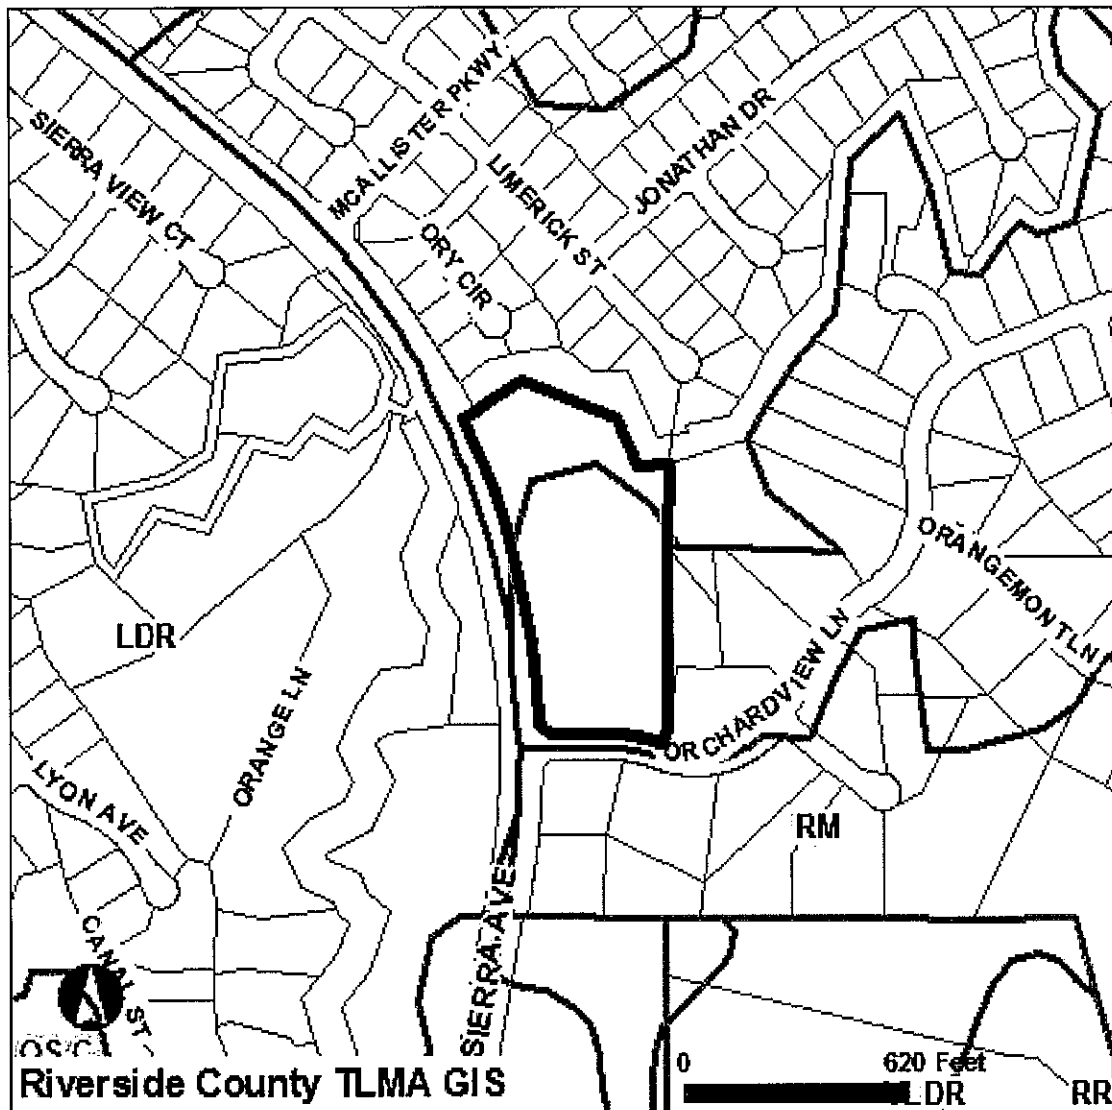 MCALLISTER PKWY
JONATHAN DR
SIERRA VIEW CT
LIMERICK ST
ORY CIR
ORANGEMONT LN
LDR
ORCHARDVIEW LN
ORANGE LN
LYON AVE
RM
SIERRA AVE
CANAL ST
OS/C
0 620 Feet
Riverside County TLMA GIS
LDR RR